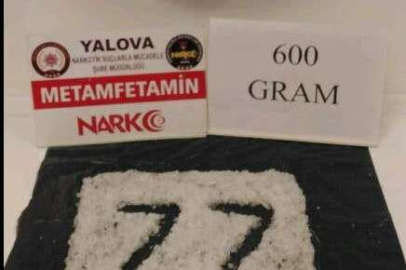 YALOVA
NARKOTİK SUÇLARLA MÜCADELE
ŞUBE MÜDÜRLÜĞÜ
METAMFETAMİN
NARKO
600
GRAM
77